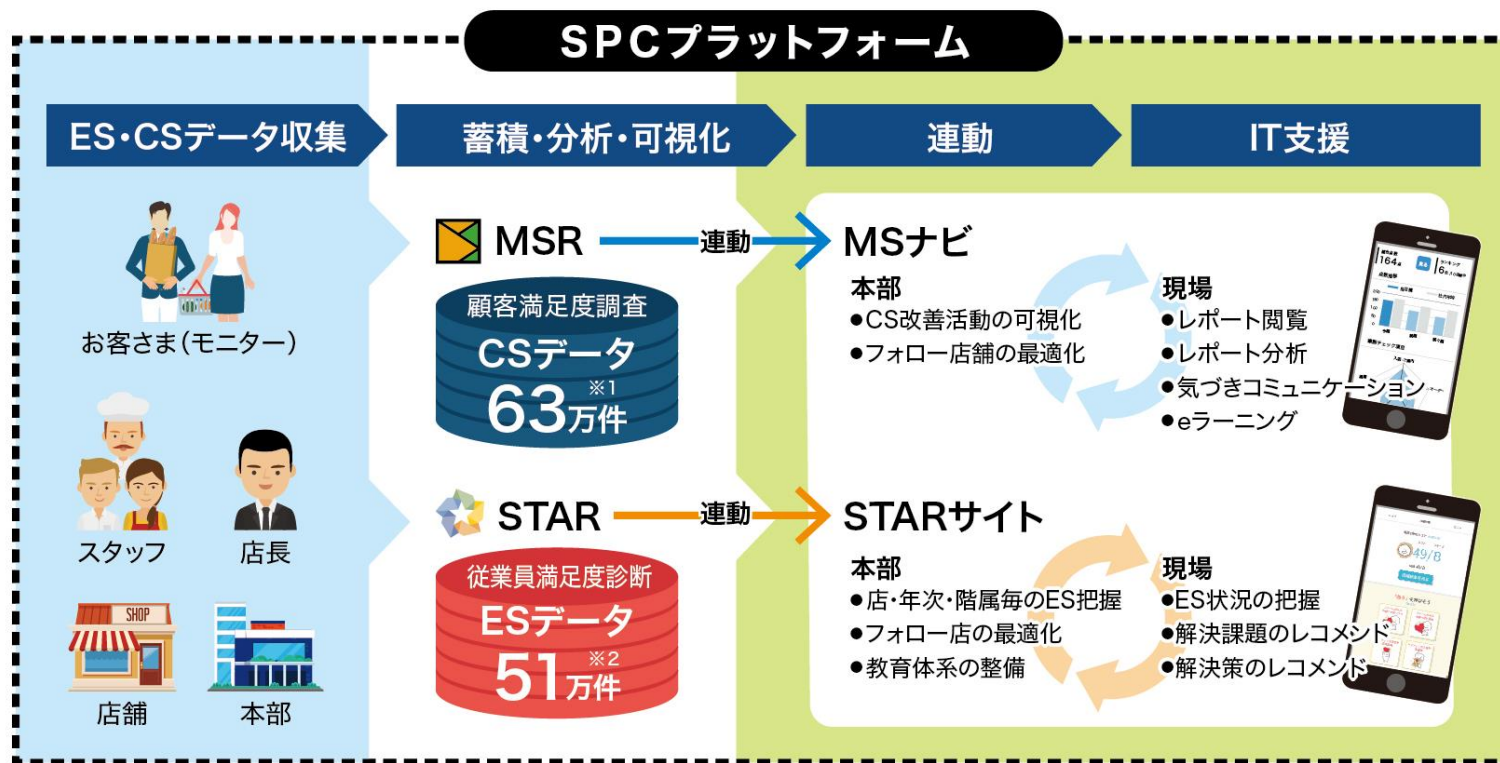 SPCプラットフォーム
ES・CSデータ収集
蓄積・分析・可視化
連動
IT支援
お客さま（モニター）
スタッフ
店長
SHOP
店舗
本部
MSR
連動
顧客満足度調査
CSデータ
63万件※1
STAR
連動
従業員満足度診断
ESデータ
51万件※2
MSナビ
本部
●CS改善活動の可視化
●フォロー店舗の最適化
現場
●レポート閲覧
●レポート分析
●気づきコミュニケーション
●eラーニング
164
6
STARサイト
本部
●店・年次・階属毎のES把握
●フォロー店の最適化
●教育体系の整備
現場
●ES状況の把握
●解決課題のレコメンド
●解決策のレコメンド
49/B